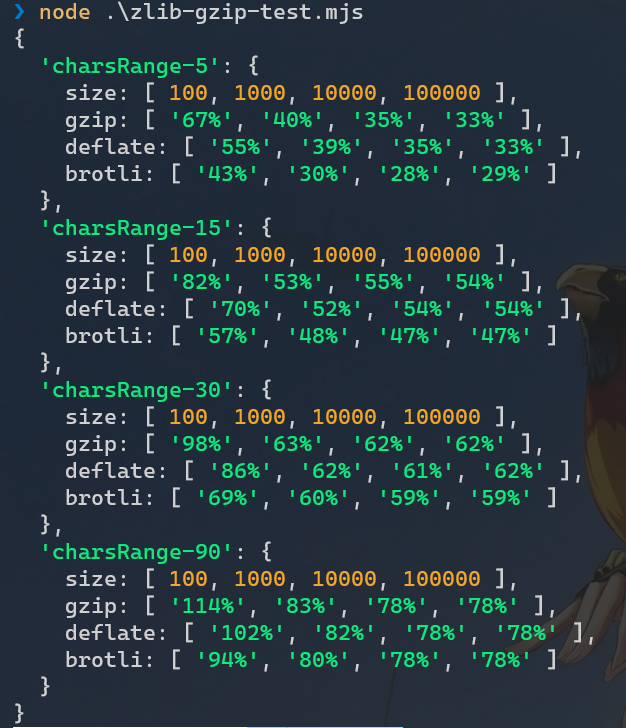 ❯ node .\zlib-gzip-test.mjs
{
  'charsRange-5': {
    size: [ 100, 1000, 10000, 100000 ],
    gzip: [ '67%', '40%', '35%', '33%' ],
    deflate: [ '55%', '39%', '35%', '33%' ],
    brotli: [ '43%', '30%', '28%', '29%' ]
  },
  'charsRange-15': {
    size: [ 100, 1000, 10000, 100000 ],
    gzip: [ '82%', '53%', '55%', '54%' ],
    deflate: [ '70%', '52%', '54%', '54%' ],
    brotli: [ '57%', '48%', '47%', '47%' ]
  },
  'charsRange-30': {
    size: [ 100, 1000, 10000, 100000 ],
    gzip: [ '98%', '63%', '62%', '62%' ],
    deflate: [ '86%', '62%', '61%', '62%' ],
    brotli: [ '69%', '60%', '59%', '59%' ]
  },
  'charsRange-90': {
    size: [ 100, 1000, 10000, 100000 ],
    gzip: [ '114%', '83%', '78%', '78%' ],
    deflate: [ '102%', '82%', '78%', '78%' ],
    brotli: [ '94%', '80%', '78%', '78%' ]
  }
}